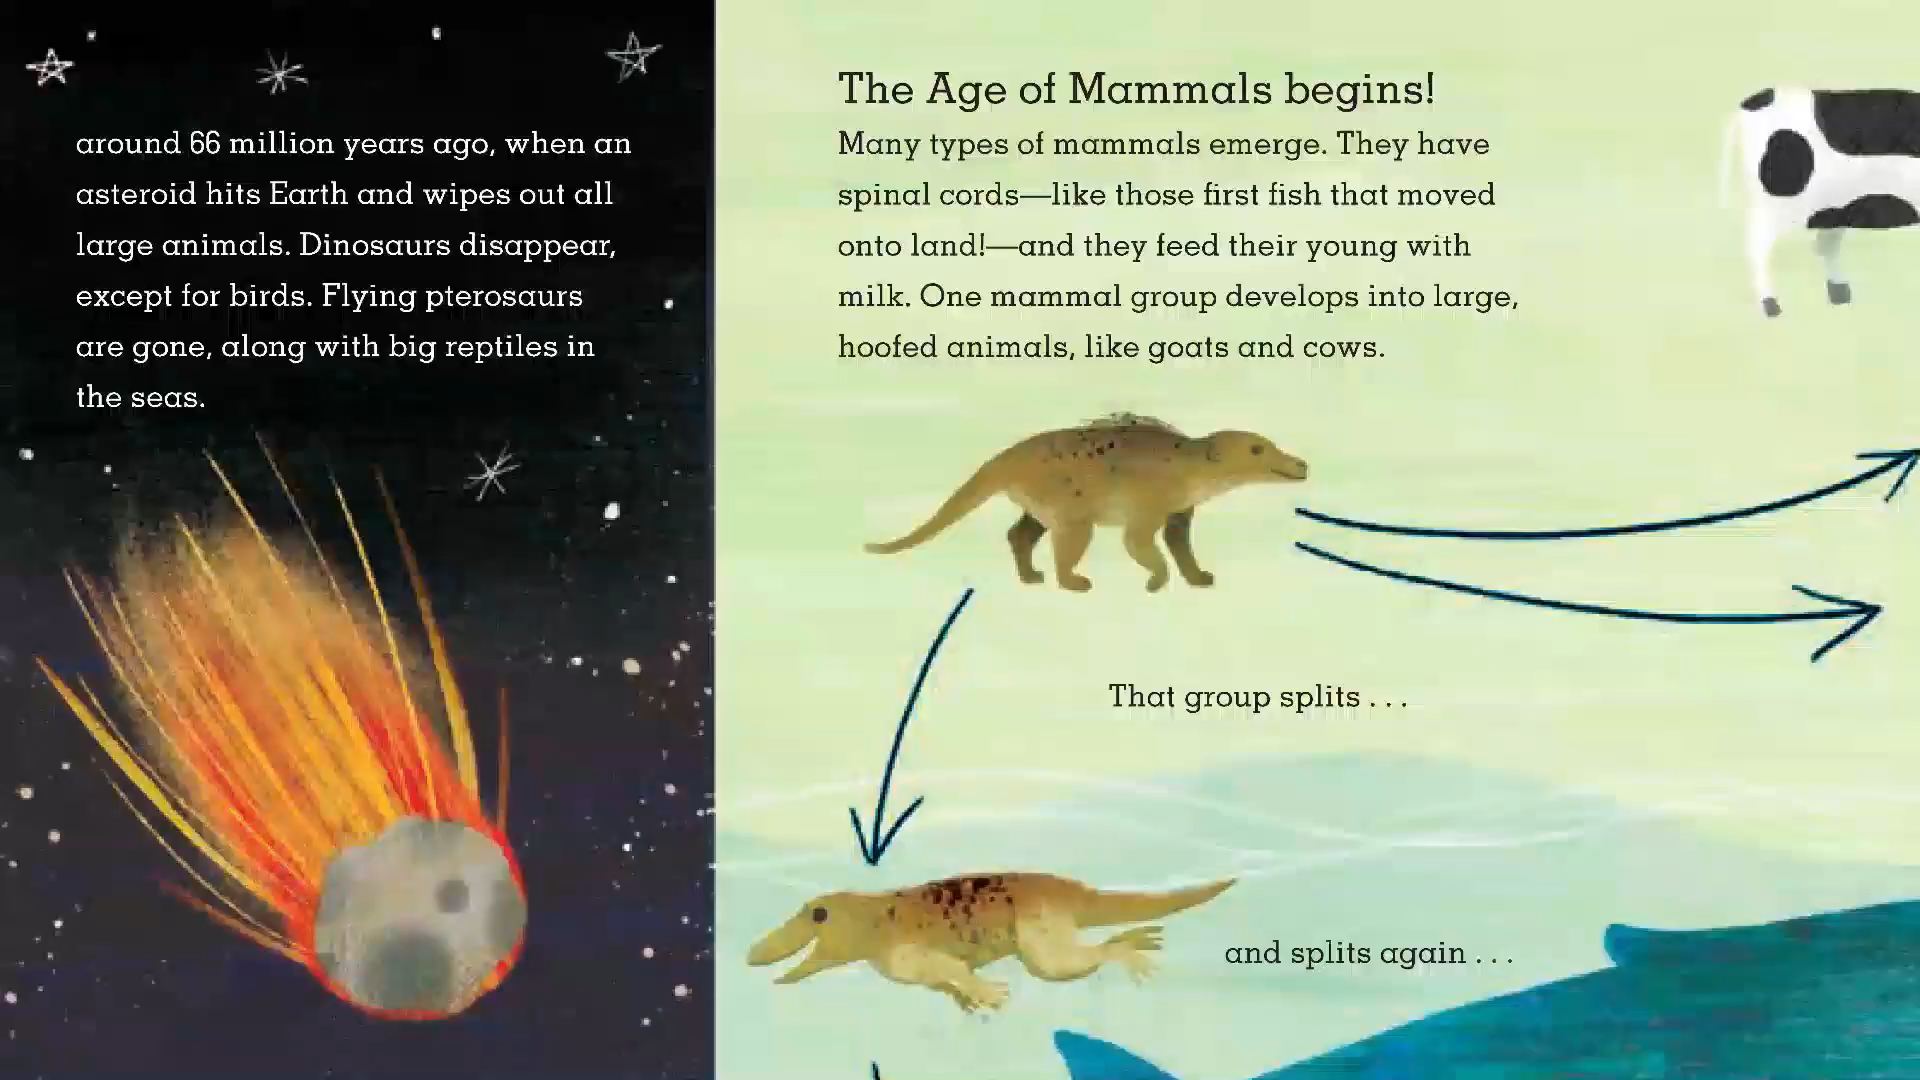 around 66 million years ago, when an
asteroid hits Earth and wipes out all
large animals. Dinosaurs disappear,
except for birds. Flying pterosaurs
are gone, along with big reptiles in
the seas.
The Age of Mammals begins!
Many types of mammals emerge. They have
spinal cords—like those first fish that moved
onto land!—and they feed their young with
milk. One mammal group develops into large,
hoofed animals, like goats and cows.
That group splits . . .
and splits again . . .